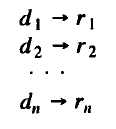 d₁ → r₁
d₂ → r₂
. . .
dₙ → rₙ